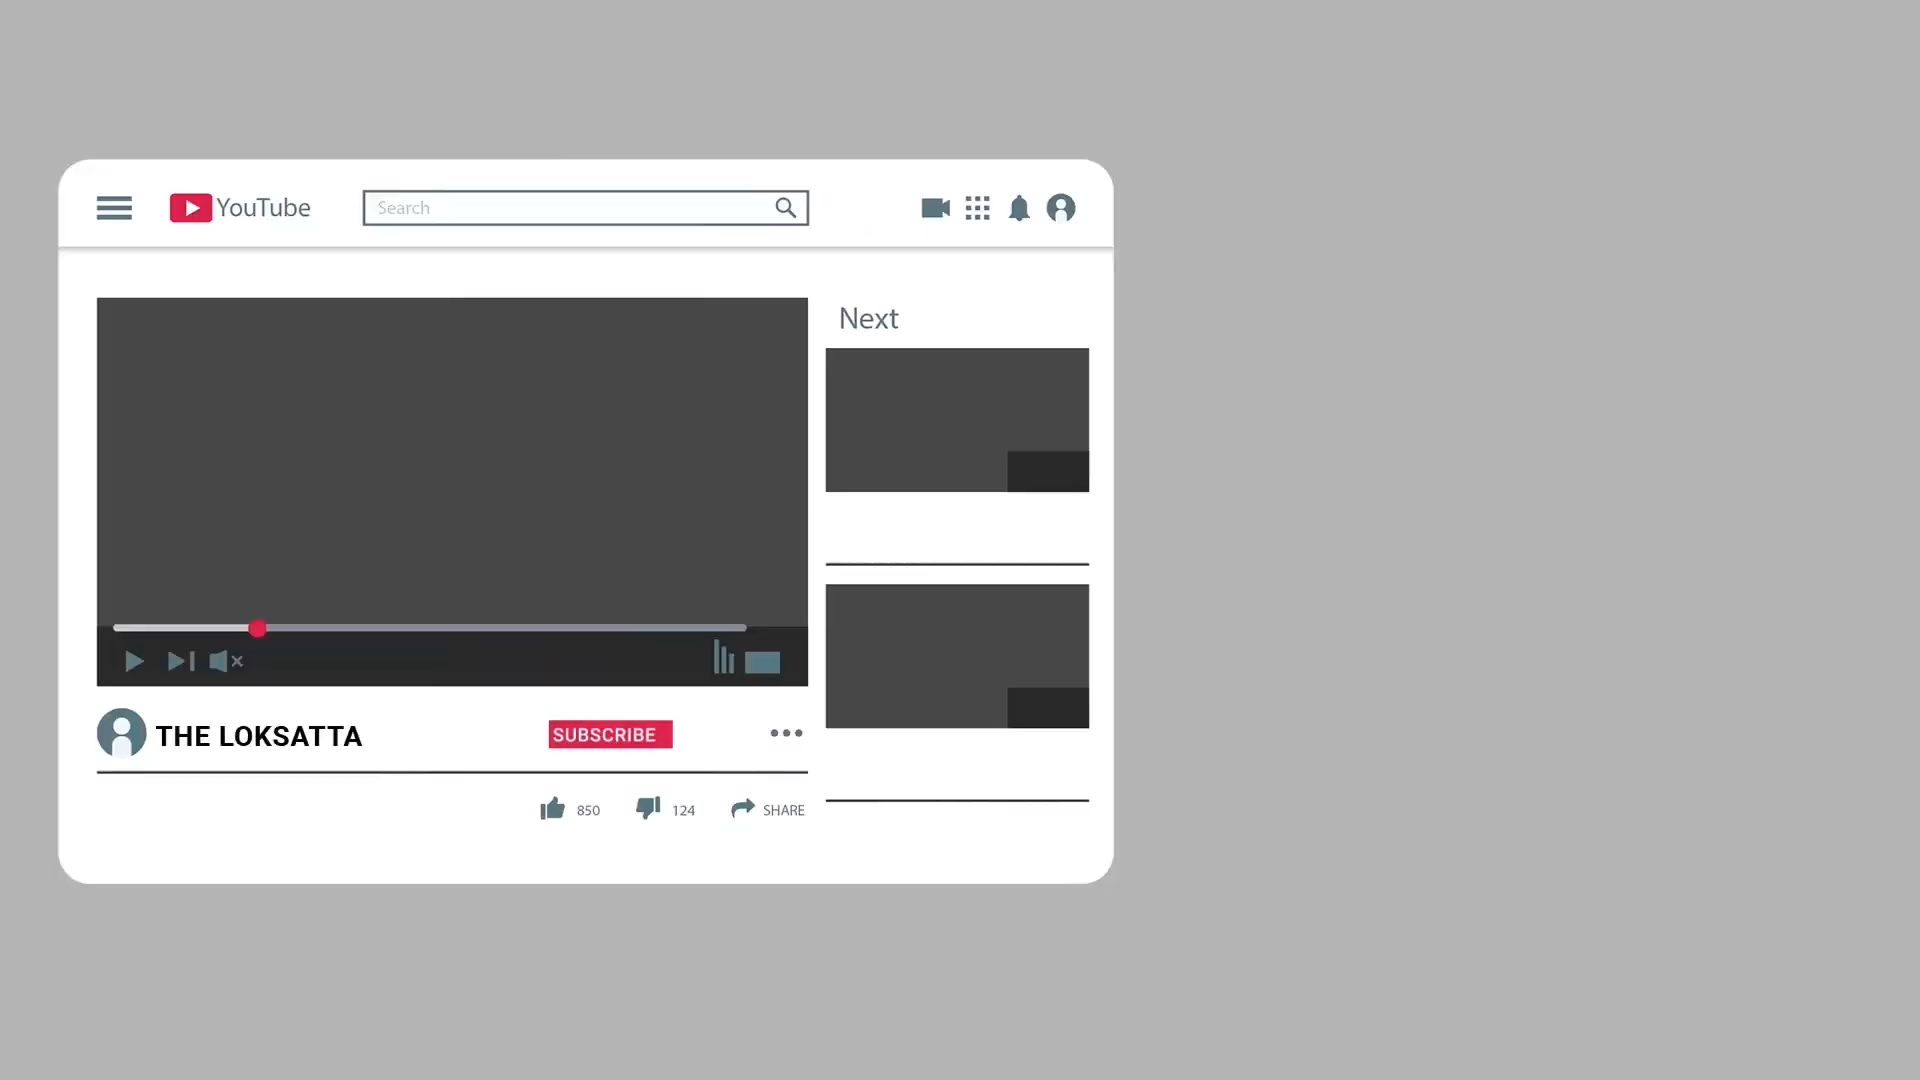 YouTube
Search
Next
THE LOKSATTA
SUBSCRIBE
850
124
SHARE